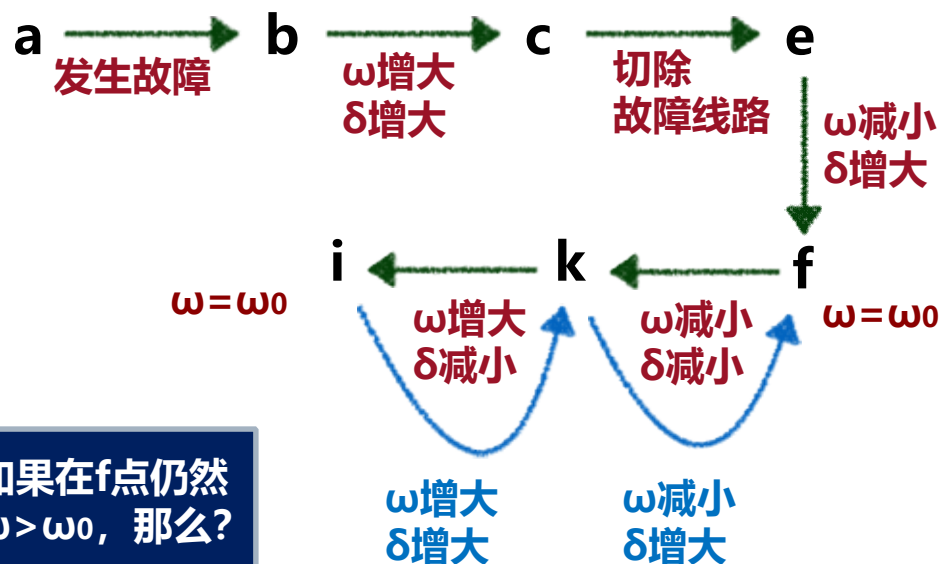 a
b
c
e
发生故障
ω增大
δ增大
切除
故障线路
ω减小
δ增大
i
k
f
ω=ω0
ω增大
δ减小
ω减小
δ减小
ω=ω0
如果在f点仍然
ω>ω0，那么？
ω增大
δ增大
ω减小
δ增大